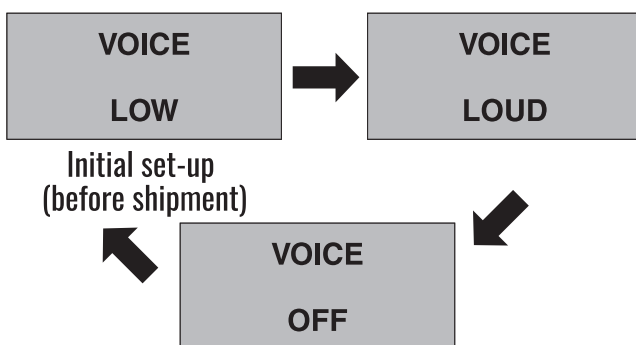 VOICE
LOW
VOICE
LOUD
Initial set-up
(before shipment)
VOICE
OFF